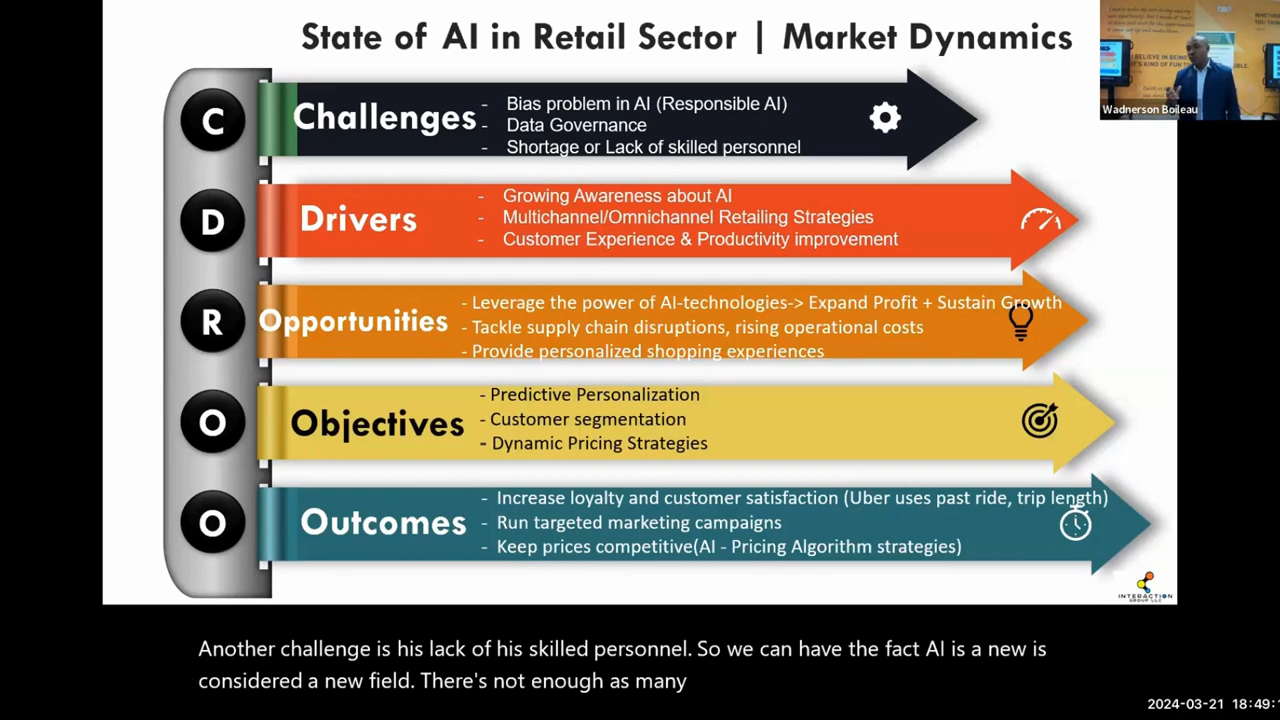 State of AI in Retail Sector | Market Dynamics
Wadnerson Boileau
C
Challenges
- Bias problem in AI (Responsible AI)
- Data Governance
- Shortage or Lack of skilled personnel
D
Drivers
- Growing Awareness about AI
- Multichannel/Omnichannel Retailing Strategies
- Customer Experience & Productivity improvement
R
Opportunities
- Leverage the power of AI-technologies-> Expand Profit + Sustain Growth
- Tackle supply chain disruptions, rising operational costs
- Provide personalized shopping experiences
O
Objectives
- Predictive Personalization
- Customer segmentation
- Dynamic Pricing Strategies
O
Outcomes
- Increase loyalty and customer satisfaction (Uber uses past ride, trip length)
- Run targeted marketing campaigns
- Keep prices competitive(AI - Pricing Algorithm strategies)
INTERACTION
GROUP LLC
Another challenge is his lack of his skilled personnel. So we can have the fact AI is a new is
considered a new field. There's not enough as many
2024-03-21 18:49: